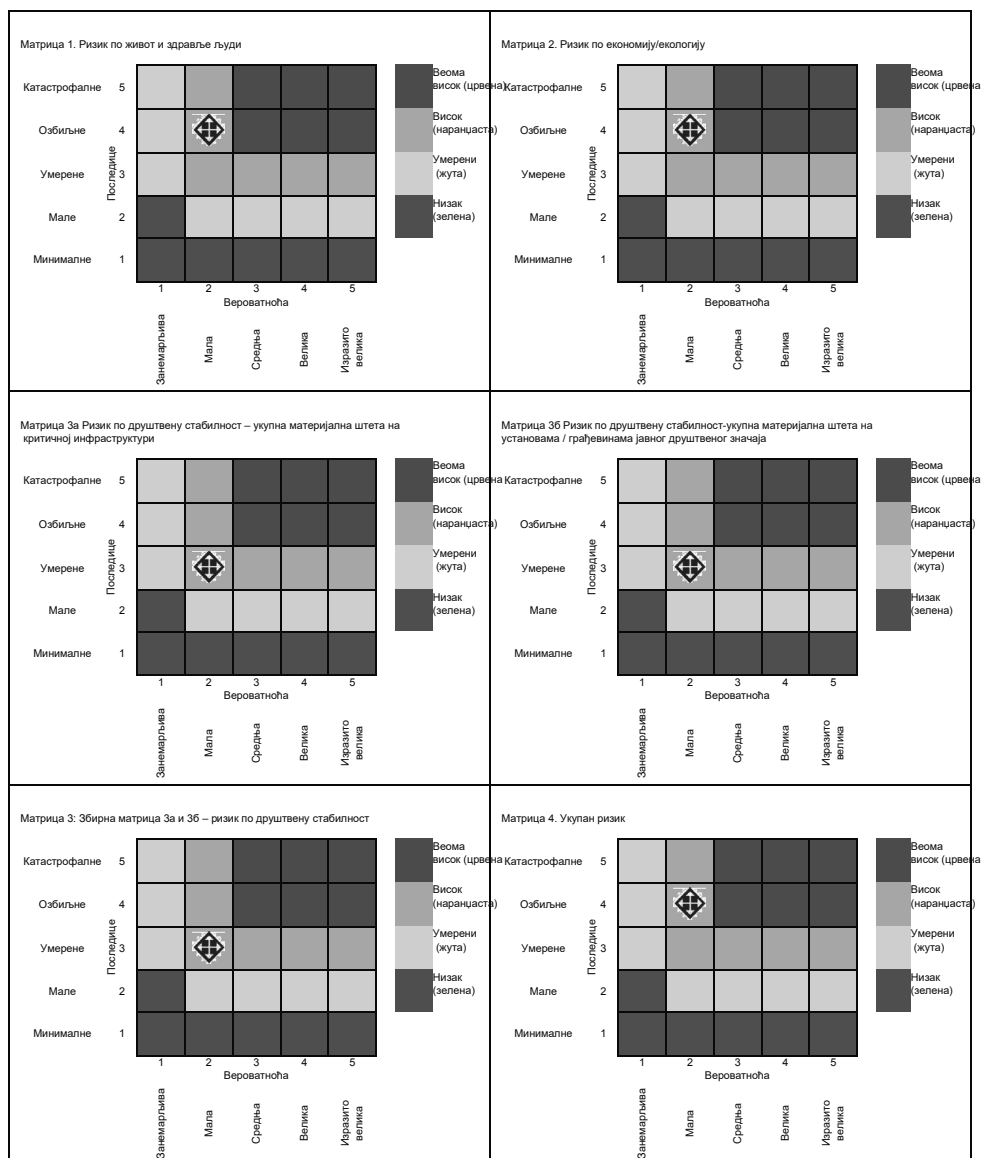 Матрица 1. Ризик по живот и здравље људи
Катастрофалне 5
Озбиљне 4
Умерене 3
Мале 2
Минималне 1
Последице
1 2 3 4 5
Вероватноћа
Занемарљива
Мала
Средња
Велика
Изразито
велика
Веома
висок (црвена)
Висок
(наранџаста)
Умерени
(жута)
Низак
(зелена)
Матрица 2. Ризик по економију/екологију
Катастрофалне 5
Озбиљне 4
Умерене 3
Мале 2
Минималне 1
Последице
1 2 3 4 5
Вероватноћа
Занемарљива
Мала
Средња
Велика
Изразито
велика
Веома
висок (црвена
Висок
(наранџаста)
Умерени
(жута)
Низак
(зелена)
Матрица 3а Ризик по друштвену стабилност – укупна материјална штета на
критичној инфраструктури
Катастрофалне 5
Озбиљне 4
Умерене 3
Мале 2
Минималне 1
Последице
1 2 3 4 5
Вероватноћа
Занемарљива
Мала
Средња
Велика
Изразито
велика
Веома
висок (црвена
Висок
(наранџаста)
Умерени
(жута)
Низак
(зелена)
Матрица 3б Ризик по друштвену стабилност-укупна материјална штета на
установама / грађевинама јавног друштвеног значаја
Катастрофалне 5
Озбиљне 4
Умерене 3
Мале 2
Минималне 1
Последице
1 2 3 4 5
Вероватноћа
Занемарљива
Мала
Средња
Велика
Изразито
велика
Веома
висок (црвена
Висок
(наранџаста)
Умерени
(жута)
Низак
(зелена)
Матрица 3: Збирна матрица 3а и 3б – ризик по друштвену стабилност
Катастрофалне 5
Озбиљне 4
Умерене 3
Мале 2
Минималне 1
Последице
1 2 3 4 5
Вероватноћа
Занемарљива
Мала
Средња
Велика
Изразито
велика
Веома
висок (црвена
Висок
(наранџаста)
Умерени
(жута)
Низак
(зелена)
Матрица 4. Укупан ризик
Катастрофалне 5
Озбиљне 4
Умерене 3
Мале 2
Минималне 1
Последице
1 2 3 4 5
Вероватноћа
Занемарљива
Мала
Средња
Велика
Изразито
велика
Веома
висок (црвена
Висок
(наранџаста)
Умерени
(жута)
Низак
(зелена)